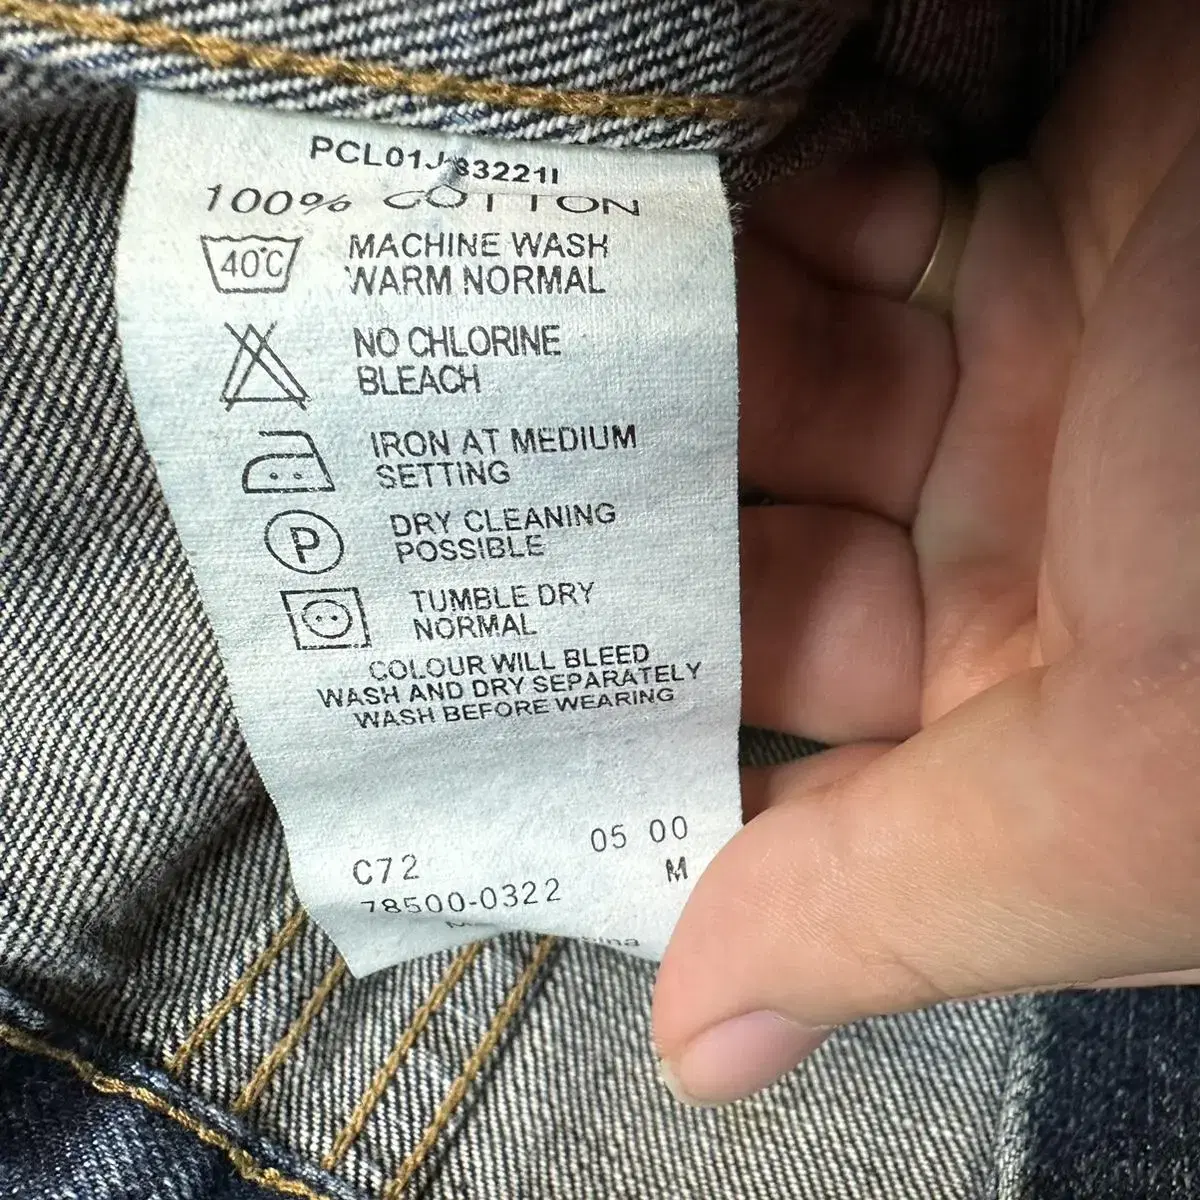 100% COTTON
40°C
MACHINE WASH
WARM NORMAL
NO CHLORINE
BLEACH
IRON AT MEDIUM
SETTING
P
DRY CLEANING
POSSIBLE
TUMBLE DRY
NORMAL
COLOUR WILL BLEED
WASH AND DRY SEPARATELY
WASH BEFORE WEARING
05 00
C72
M
78500-0322